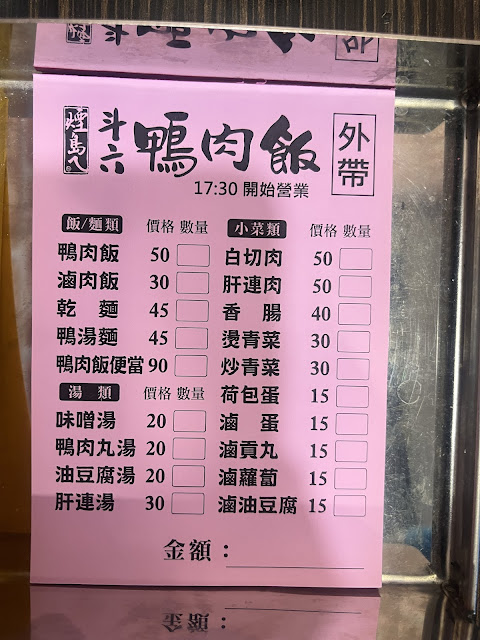 煙鳥八
斗六
鴨肉飯
外帶
17:30 開始營業
飯/麵類 價格 數量
鴨肉飯 50
滷肉飯 30
乾麵 45
鴨湯麵 45
鴨肉飯便當 90
湯類 價格 數量
味噌湯 20
鴨肉丸湯 20
油豆腐湯 20
肝連湯 30
小菜類 價格 數量
白切肉 50
肝連肉 50
香腸 40
燙青菜 30
炒青菜 30
荷包蛋 15
滷蛋 15
滷貢丸 15
滷蘿蔔 15
滷油豆腐 15
金額：